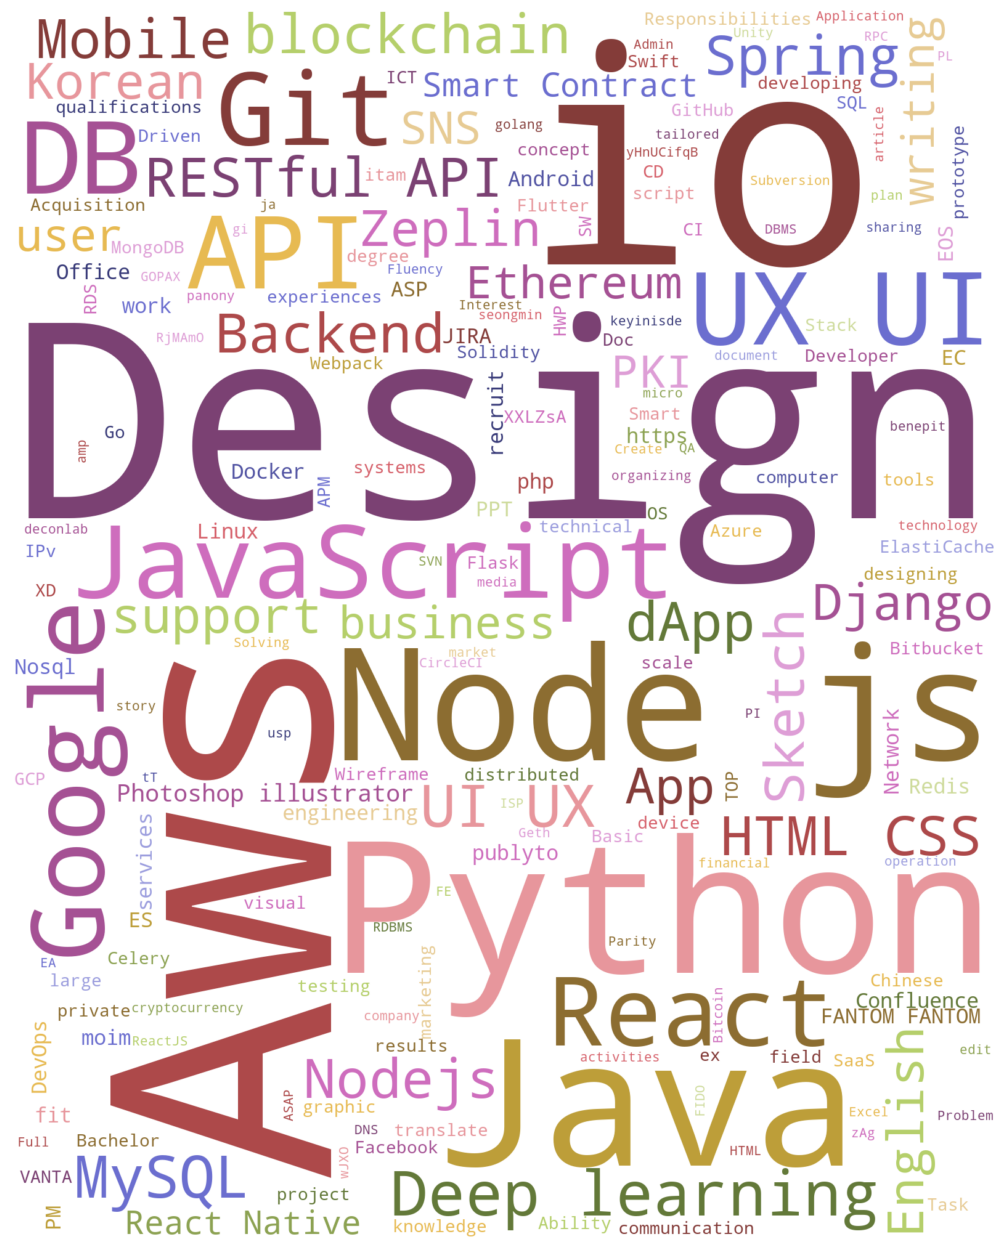 Mobile
blockchain
Responsibilities
Application
Unity
RPC
PL
Admin
Swift
Spring
writing
Korean
ICT
Smart Contract
developing
qualifications
Git
io
SQL
GitHub
DB
Driven
SNS
golang
tailored
article
prototype
RESTful API
itam
concept
yHnUCifqB
CD
Subversion
Android
script
plan
Acquisition
ja
Flutter
SW
CI
DBMS
sharing
EOS
user
MongoDB
API
gi
Zeplin
degree
Office
GOPAX
Fluency
ASP
Ethereum
UX UI
RDS
work
panony
experiences
Interest
seongmin
HWP
keyinisde
Stack
RjMAmO
Backend
JIRA
Doc
Solidity
Webpack
document
Developer
EC
Design
recruit
PKI
micro
XXLZsA
Smart
Go
amp
https
Create
QA
benepit
Docker
systems
APM
php
organizing
computer
tools
PPT
OS
deconlab
Linux
technical
Azure
technology
IPv
JavaScript
SVN
Flask
media
ElastiCache
designing
XD
Google
support
business
dApp
Sketch
Django
Solving
market
CircleCI
scale
Bitbucket
Nosql
AWS
Node js
story
usp
PI
Network
GCP
tT
Wireframe
distributed
App
TOP
Redis
Photoshop illustrator
engineering
UI UX
ISP
device
HTML CSS
services
Geth
Basic
publyto
financial
operation
Python
FE
visual
ES
RDBMS
Parity
EA
Celery
large
testing
marketing
Chinese
private
cryptocurrency
company
React
Bitcoin
Confluence
FANTOM FANTOM
DevOps
moim
ReactJS
results
activities
ex
field
SaaS
English
edit
Nodejs
Java
ASAP
graphic
FIDO
fit
Excel
Problem
Full
Bachelor
DNS
translate
zAg
Facebook
HTML
VANTA
MySQL
wJXO
project
Deep learning
PM
React Native
knowledge
Ability
communication
Task